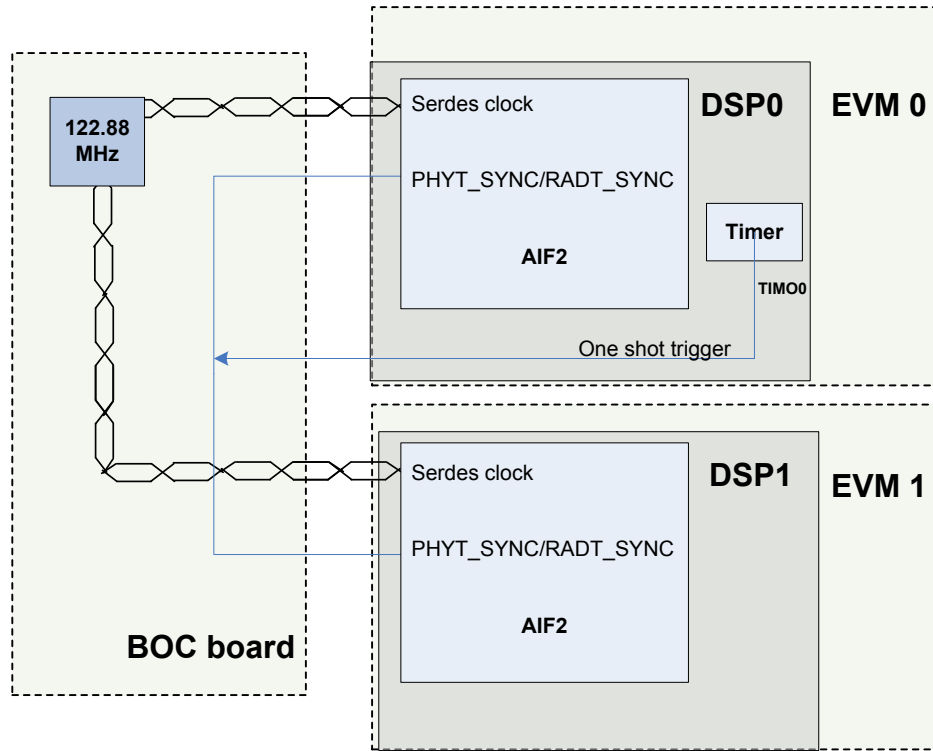 122.88
MHz
BOC board
Serdes clock
PHYT_SYNC/RADT_SYNC
AIF2
DSP0
EVM 0
Timer
TIMO0
One shot trigger
Serdes clock
PHYT_SYNC/RADT_SYNC
AIF2
DSP1
EVM 1